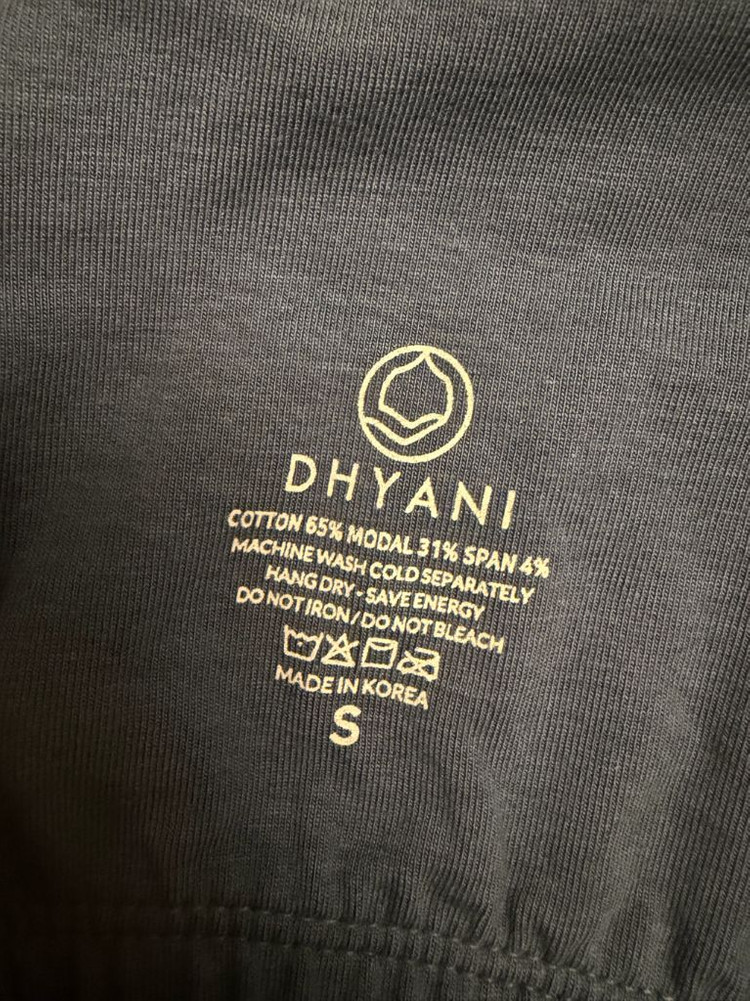 DHYANI
COTTON 65% MODAL 31% SPAN 4%
MACHINE WASH COLD SEPARATELY
HANG DRY - SAVE ENERGY
DO NOT IRON / DO NOT BLEACH
MADE IN KOREA
S